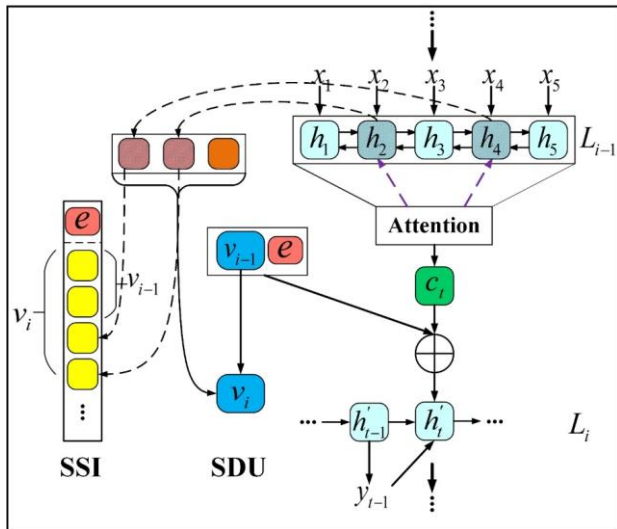 x₁ x₂ x₃ x₄ x₅
h₁ h₂ h₃ h₄ h₅ Lᵢ₋₁
e
Attention
vᵢ₋₁ e
vᵢ₋₁
cₜ
vᵢ
vᵢ
... h'ₜ₋₁ h'ₜ ...
Lᵢ
SSI SDU
yₜ₋₁